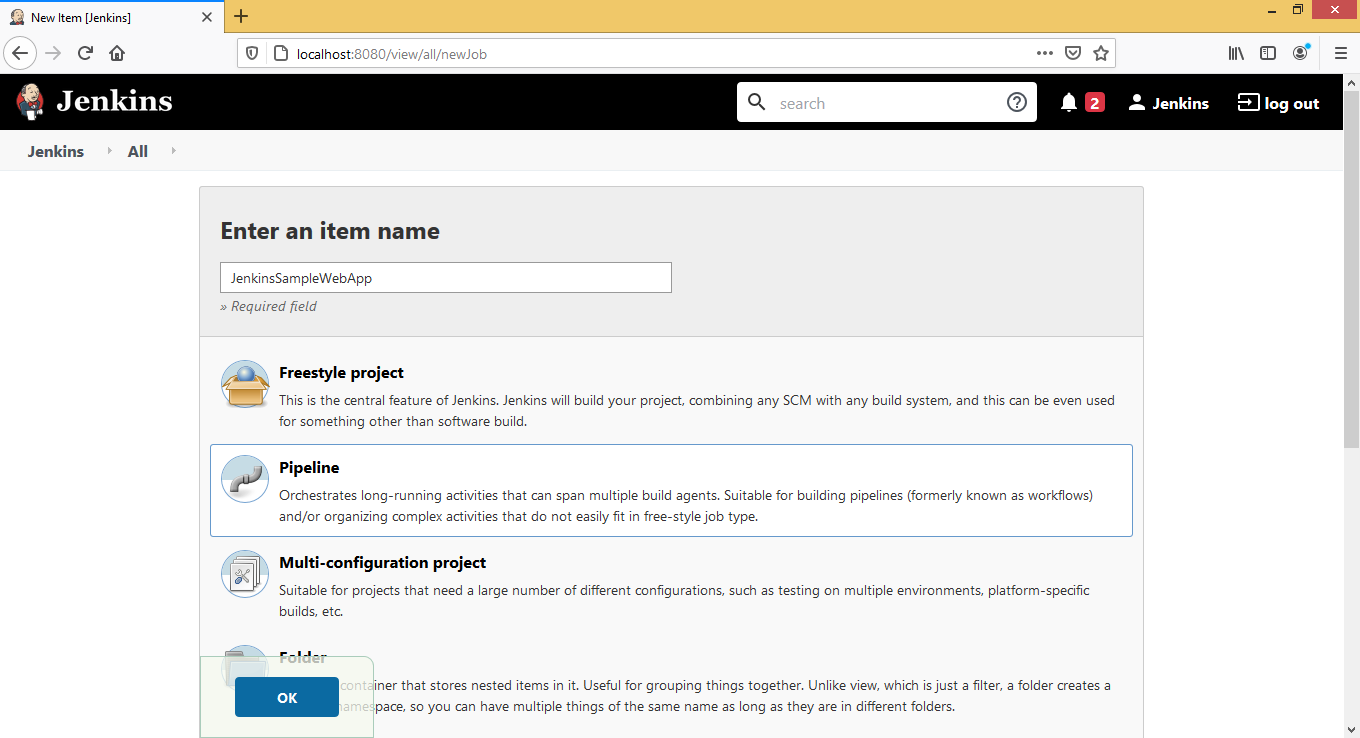 New Item [Jenkins]
localhost:8080/view/all/newJob
Jenkins
search
2
Jenkins
log out
Jenkins
All
Enter an item name
JenkinsSampleWebApp
» Required field
Freestyle project
This is the central feature of Jenkins. Jenkins will build your project, combining any SCM with any build system, and this can be even used
for something other than software build.
Pipeline
Orchestrates long-running activities that can span multiple build agents. Suitable for building pipelines (formerly known as workflows)
and/or organizing complex activities that do not easily fit in free-style job type.
Multi-configuration project
Suitable for projects that need a large number of different configurations, such as testing on multiple environments, platform-specific
builds, etc.
Folder
container that stores nested items in it. Useful for grouping things together. Unlike view, which is just a filter, a folder creates a
namespace, so you can have multiple things of the same name as long as they are in different folders.
OK